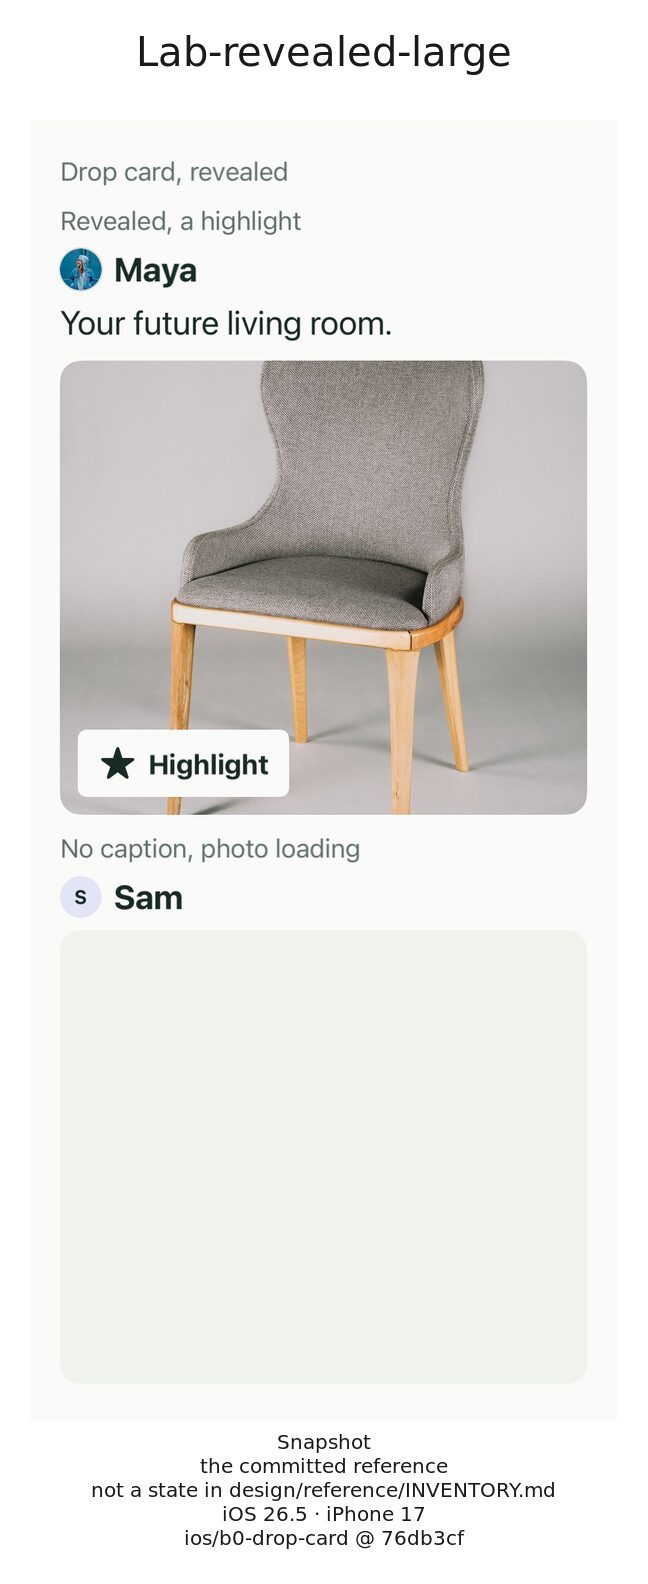 Lab-revealed-large
Drop card, revealed
Revealed, a highlight
Maya
Your future living room.
Highlight
No caption, photo loading
S
Sam
Snapshot
the committed reference
not a state in design/reference/INVENTORY.md
iOS 26.5 · iPhone 17
ios/b0-drop-card @ 76db3cf